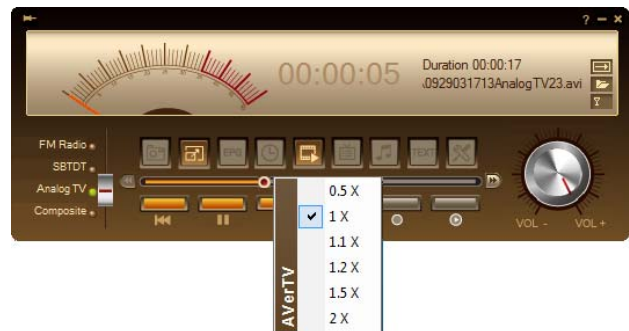 ?
00:00:05
Duration 00:00:17
.0929031713AnalogTV23.avi
FM Radio
SBTDT
Analog TV
Composite
EPG
TEXT
VOL -
VOL +
AVerTV
0.5 X
1 X
1.1 X
1.2 X
1.5 X
2 X